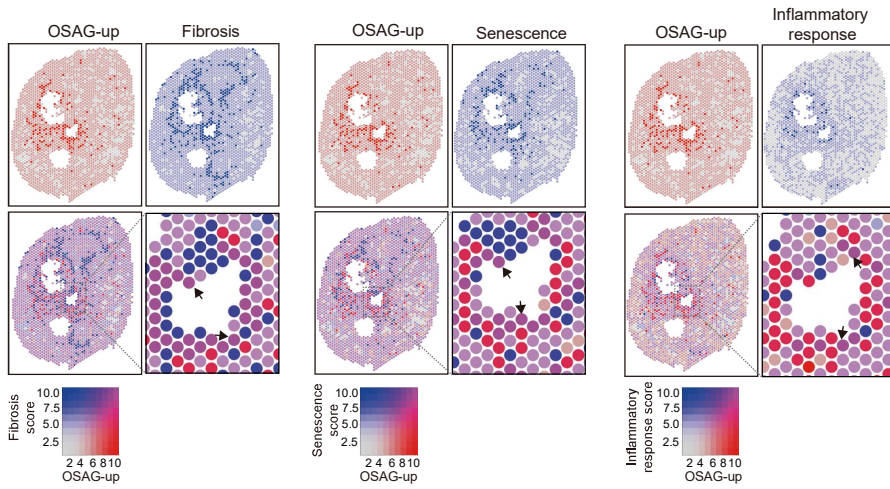 OSAG-up Fibrosis
OSAG-up Senescence
OSAG-up Inflammatory
response
Fibrosis
score
10.0
7.5
5.0
2.5
2 4 6 8 10
OSAG-up
Senescence
score
10.0
7.5
5.0
2.5
2 4 6 8 10
OSAG-up
Inflammatory
response score
10.0
7.5
5.0
2.5
2 4 6 8 10
OSAG-up